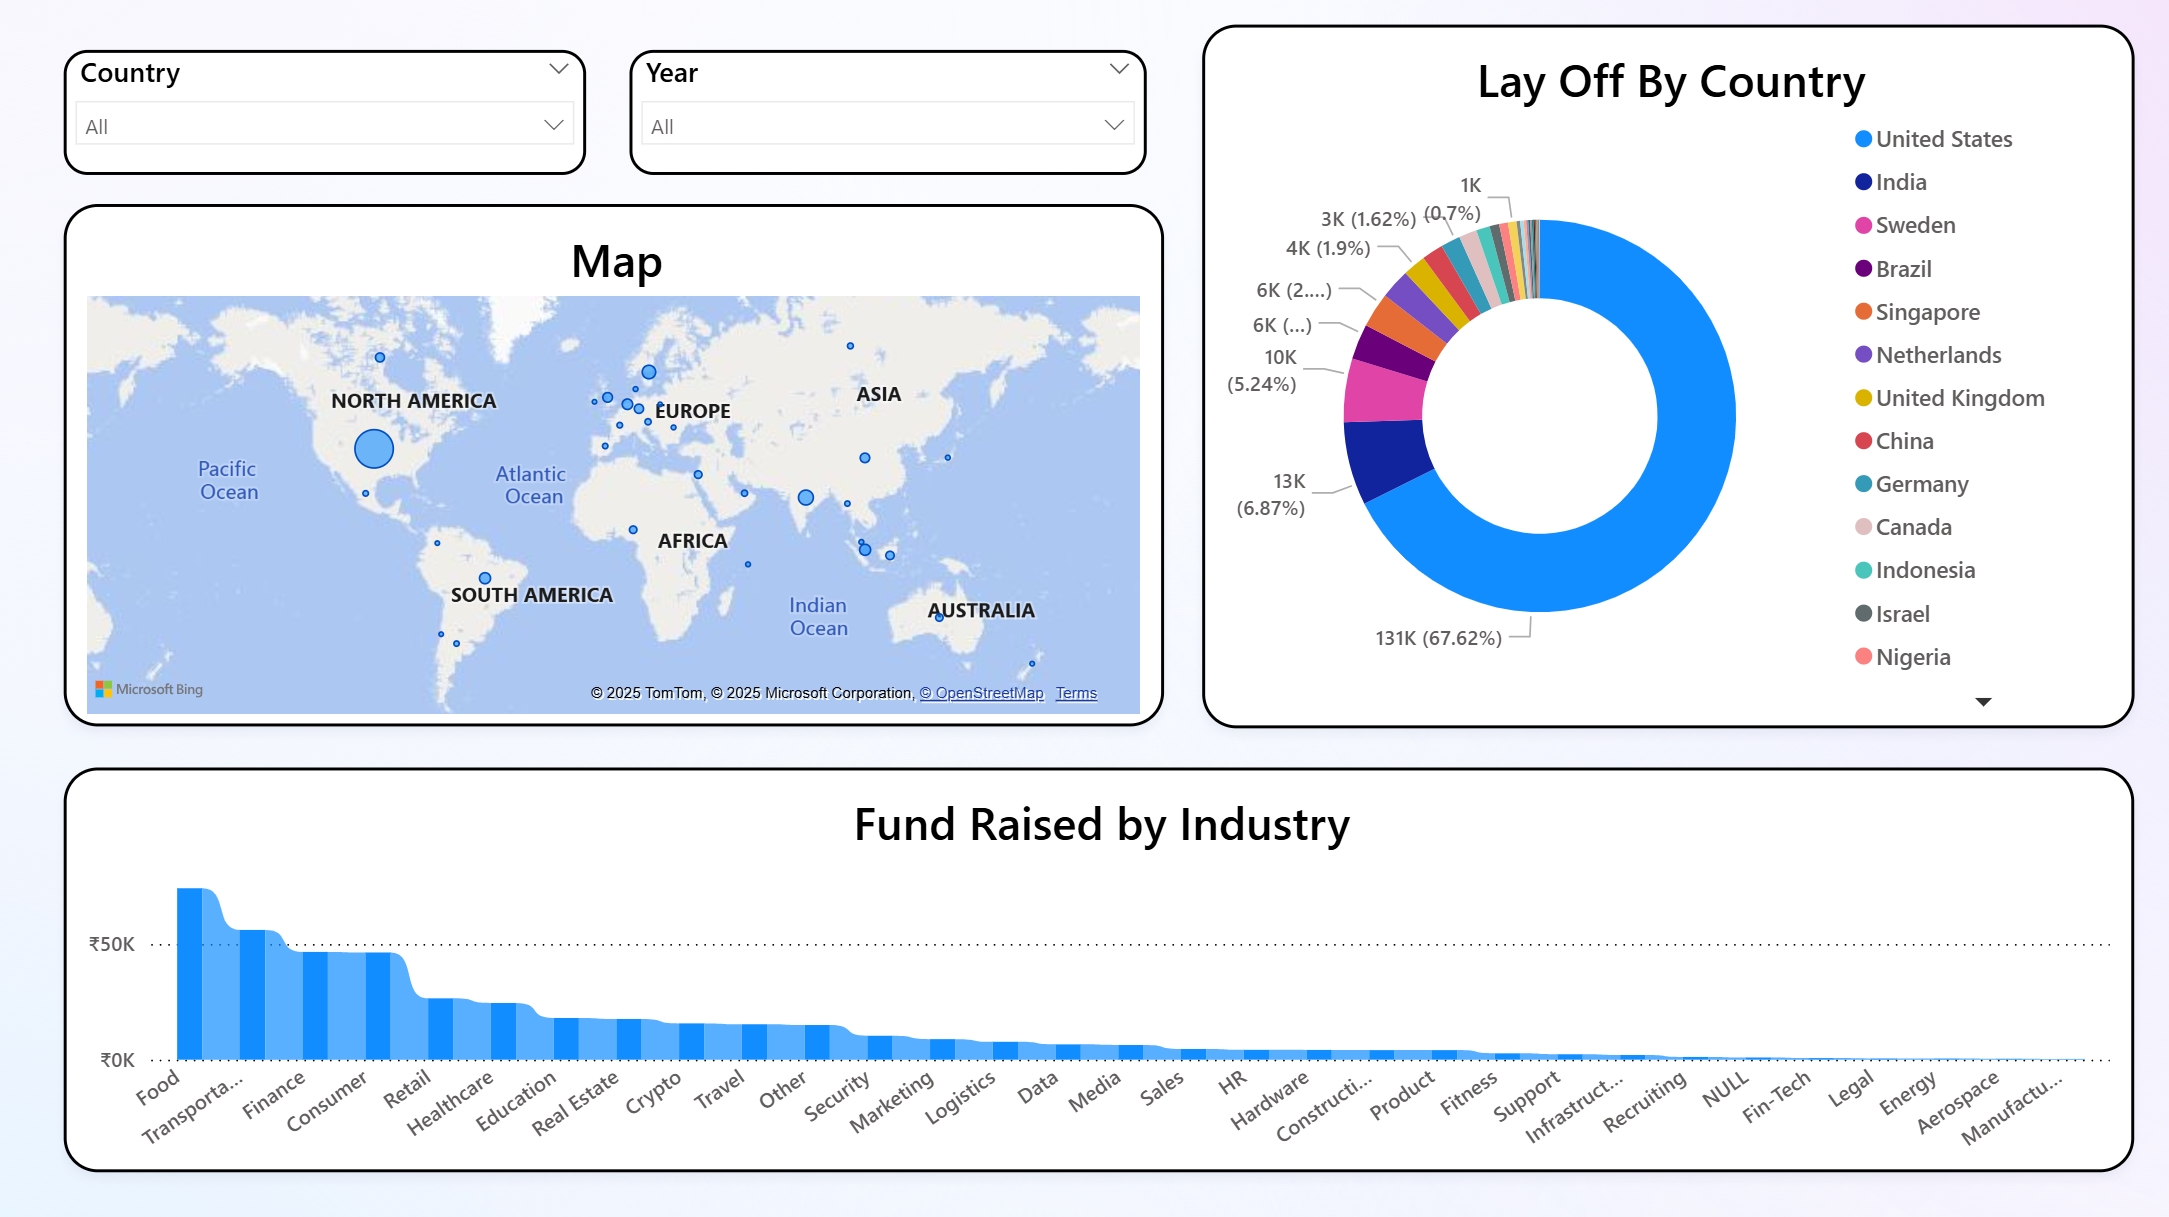 Country
All
Year
All
Lay Off By Country
1K
(0.7%)
3K (1.62%)
4K (1.9%)
6K (2....)
6K (...)
10K
(5.24%)
13K
(6.87%)
131K (67.62%)
United States
India
Sweden
Brazil
Singapore
Netherlands
United Kingdom
China
Germany
Canada
Indonesia
Israel
Nigeria
Map
NORTH AMERICA
EUROPE
ASIA
Pacific
Ocean
Atlantic
Ocean
AFRICA
SOUTH AMERICA
Indian
Ocean
AUSTRALIA
Microsoft Bing
© 2025 TomTom, © 2025 Microsoft Corporation, © OpenStreetMap Terms
Fund Raised by Industry
₹50K
₹0K
Food
Transporta...
Finance
Consumer
Retail
Healthcare
Education
Real Estate
Crypto
Travel
Other
Security
Marketing
Logistics
Data
Media
Sales
HR
Hardware
Constructi...
Product
Fitness
Support
Infrastruct...
Recruiting
NULL
Fin-Tech
Legal
Energy
Aerospace
Manufactu...